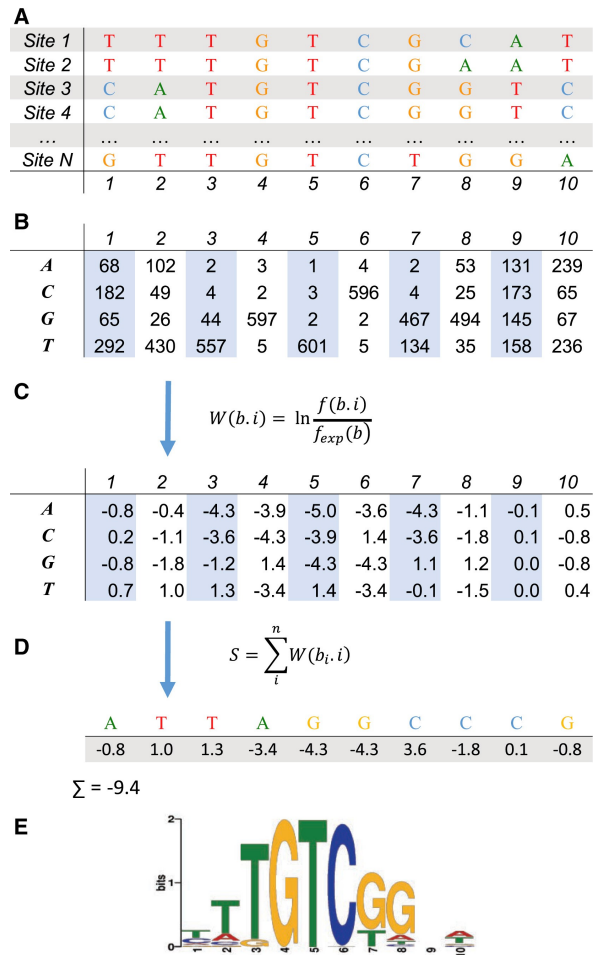 A
Site 1 T T T G T C G C A T
Site 2 T T T G T C G A A T
Site 3 C A T G T C G G T C
Site 4 C A T G T C G G T C
... ... ... ... ... ... ... ... ... ... ...
Site N G T T G T C T G G A
1 2 3 4 5 6 7 8 9 10
B
1 2 3 4 5 6 7 8 9 10
A 68 102 2 3 1 4 2 53 131 239
C 182 49 4 2 3 596 4 25 173 65
G 65 26 44 597 2 2 467 494 145 67
T 292 430 557 5 601 5 134 35 158 236
C
W(b.i) = ln f(b.i) / f_exp(b)
1 2 3 4 5 6 7 8 9 10
A -0.8 -0.4 -4.3 -3.9 -5.0 -3.6 -4.3 -1.1 -0.1 0.5
C 0.2 -1.1 -3.6 -4.3 -3.9 1.4 -3.6 -1.8 0.1 -0.8
G -0.8 -1.8 -1.2 1.4 -4.3 -4.3 1.1 1.2 0.0 -0.8
T 0.7 1.0 1.3 -3.4 1.4 -3.4 -0.1 -1.5 0.0 0.4
D
S = ∑ n i W(b_i.i)
A T T A G G C C C G
-0.8 1.0 1.3 -3.4 -4.3 -4.3 3.6 -1.8 0.1 -0.8
∑ = -9.4
E
2
bits
1
0
T T T G T C G G A
C A G T A
1 2 3 4 5 6 7 8 9 10